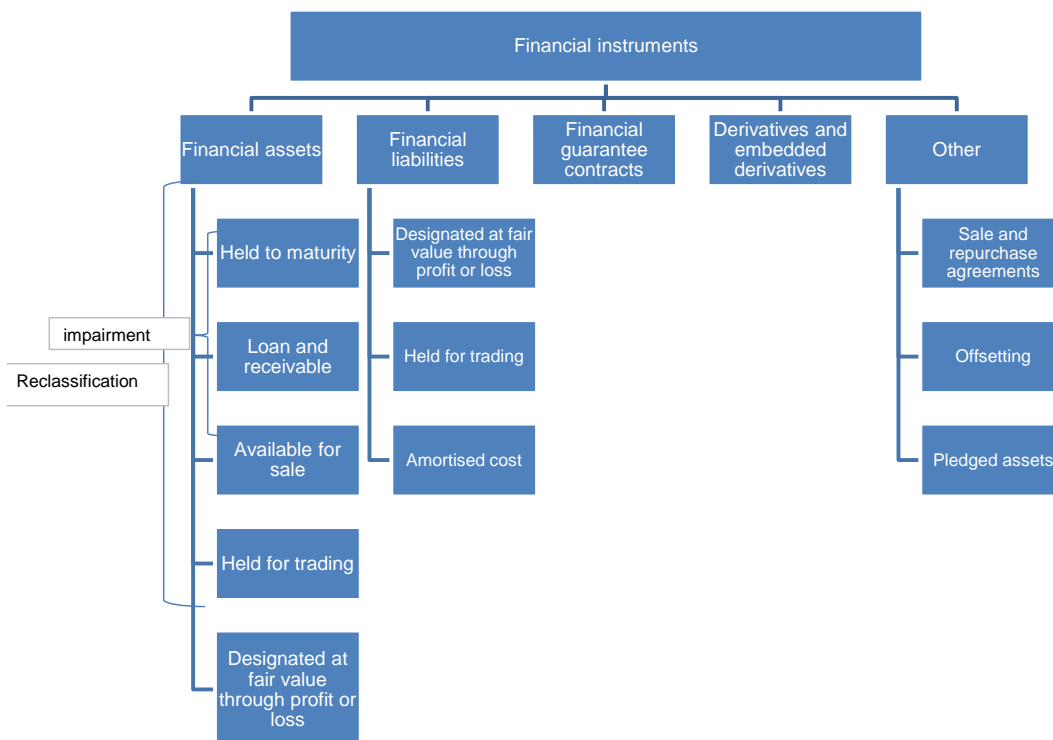 Financial instruments
Financial assets
Financial
liabilities
Financial
guarantee
contracts
Derivatives and
embedded
derivatives
Other
Held to maturity
Loan and
receivable
Available for
sale
Held for trading
Designated at
fair value
through profit or
loss
impairment
Reclassification
Designated at fair
value through
profit or loss
Held for trading
Amortised cost
Sale and
repurchase
agreements
Offsetting
Pledged assets